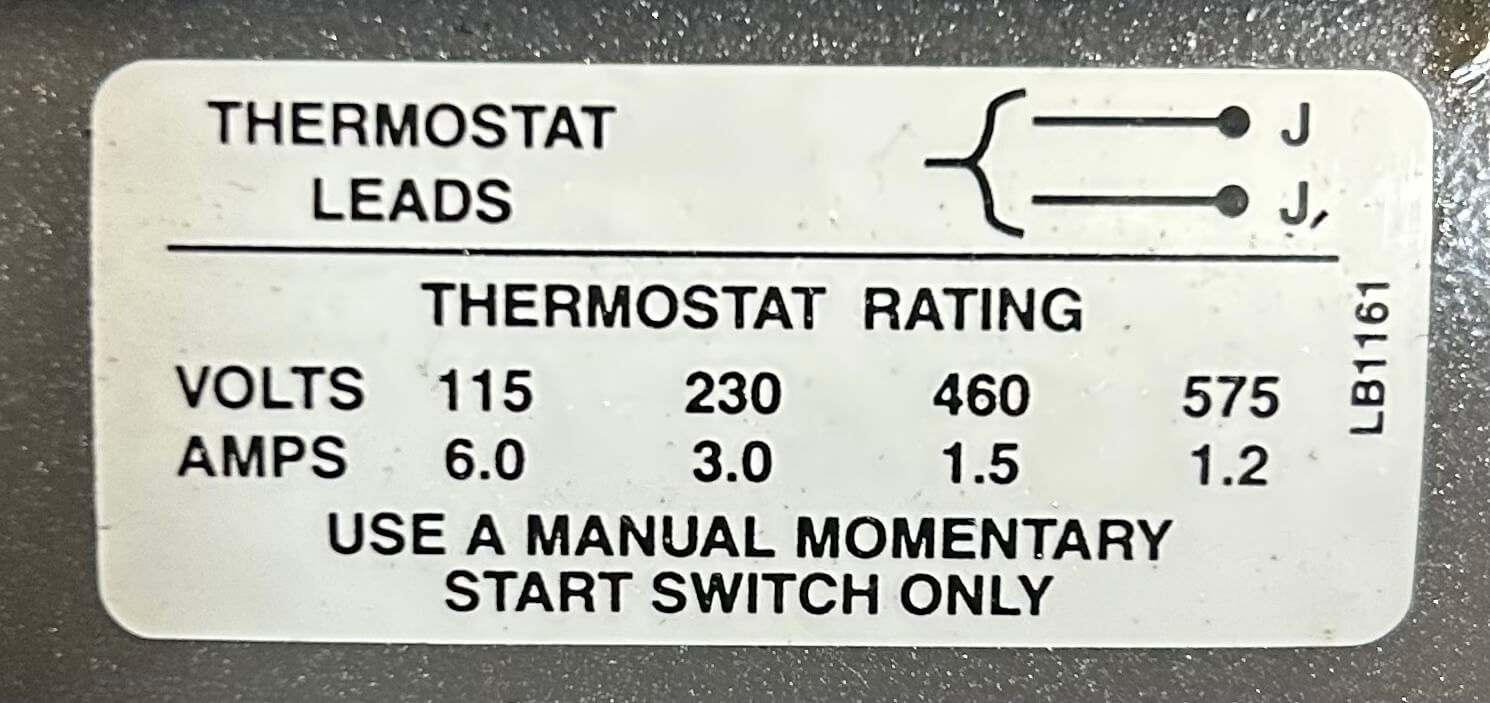 THERMOSTAT
LEADS
J
J,
THERMOSTAT RATING
VOLTS 115 230 460 575
AMPS 6.0 3.0 1.5 1.2
USE A MANUAL MOMENTARY
START SWITCH ONLY
LB1161